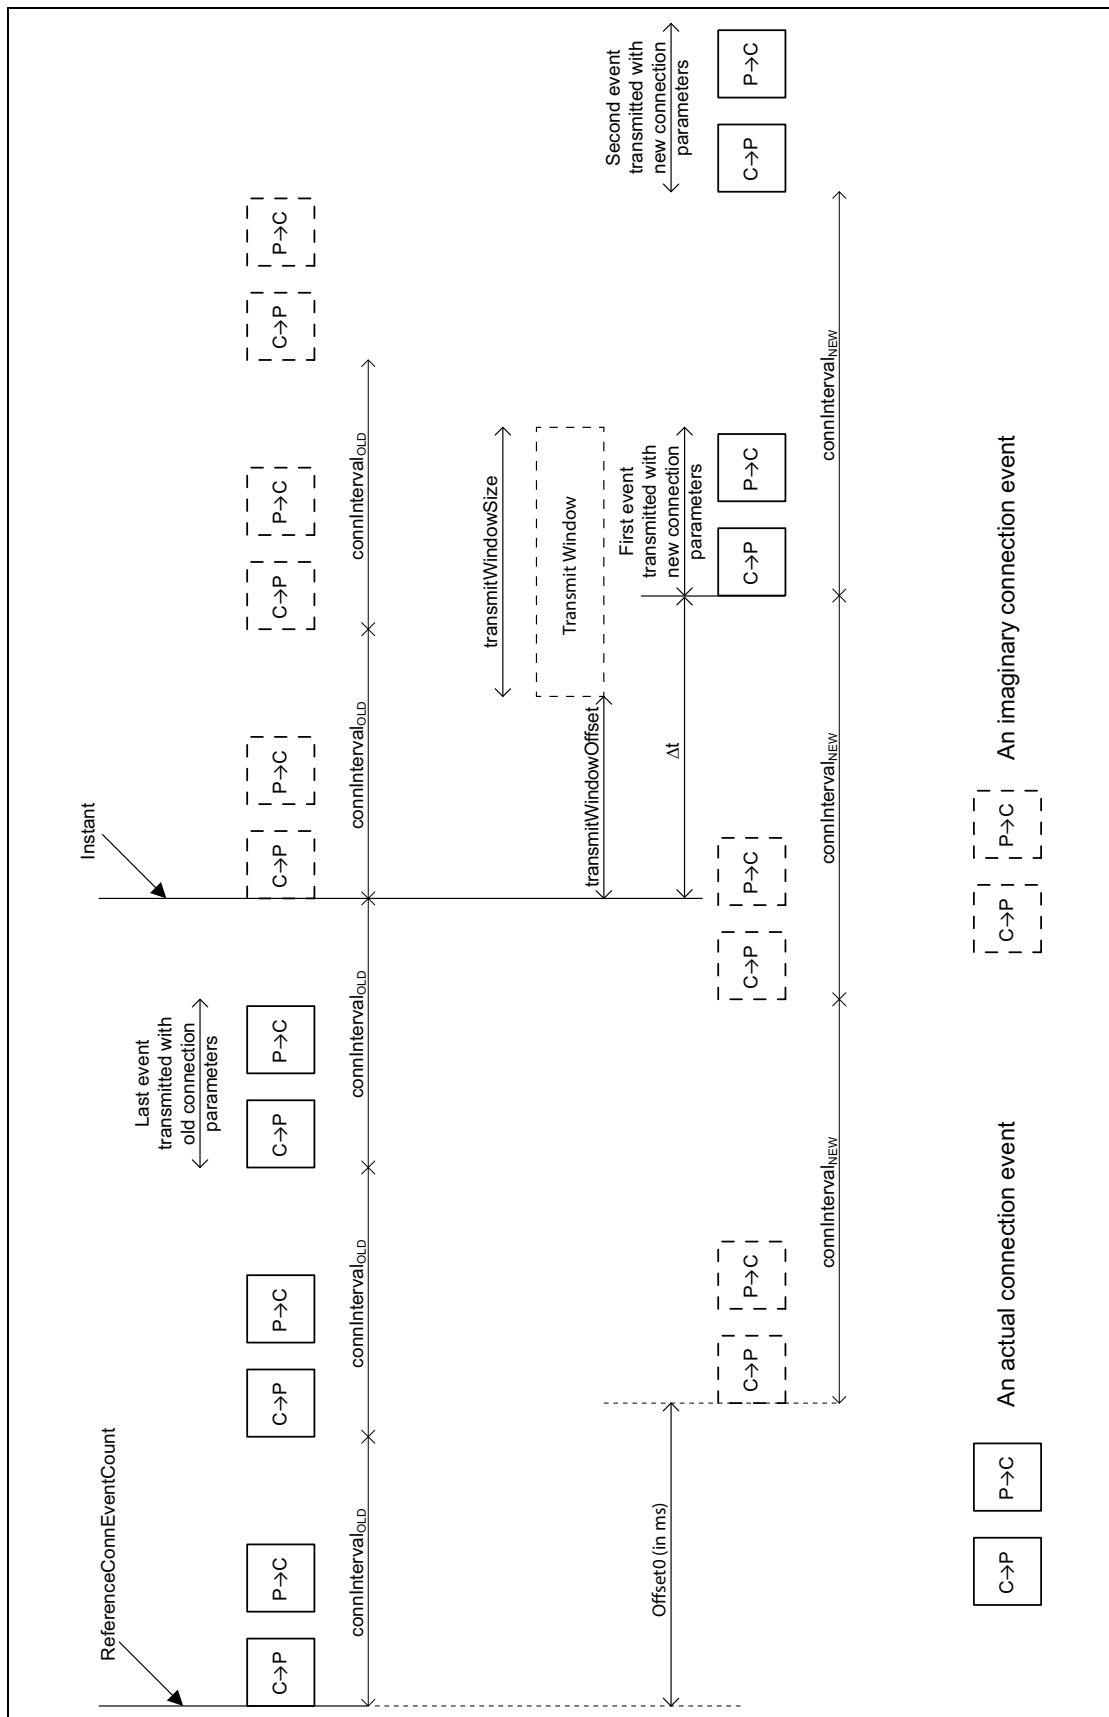 ReferenceConnEventCount
Instant
Last event
transmitted with
old connection
parameters
C→P
P→C
C→P
P→C
C→P
P→C
C→P
P→C
C→P
P→C
C→P
P→C
connIntervalOLD
connIntervalOLD
connIntervalOLD
connIntervalOLD
connIntervalOLD
transmitWindowSize
Transmit Window
transmitWindowOffset
First event
transmitted with
new connection
parameters
Second event
transmitted with
new connection
parameters
Offset0 (in ms)
Δt
C→P
P→C
C→P
P→C
C→P
P→C
C→P
P→C
connIntervalNEW
connIntervalNEW
connIntervalNEW
C→P
P→C
An actual connection event
C→P
P→C
An imaginary connection event